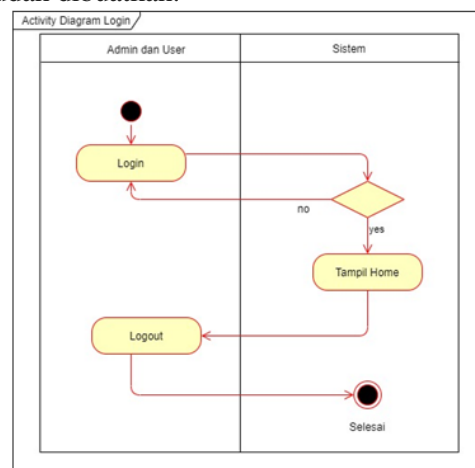 Activity Diagram Login
Admin dan User
Sistem
Login
no
yes
Tampil Home
Logout
Selesai